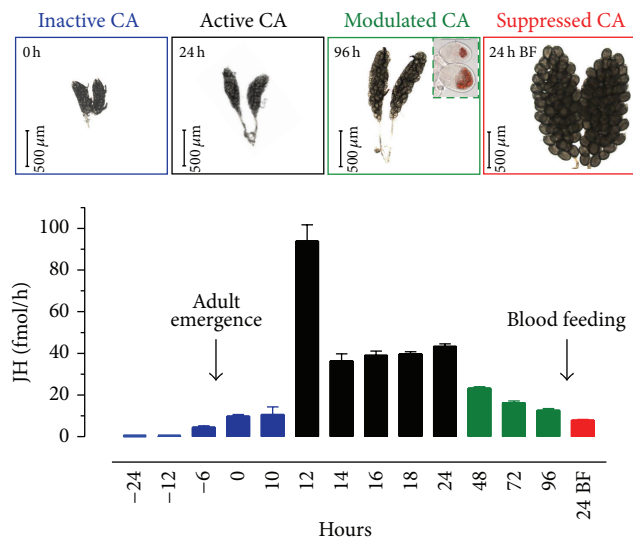 Inactive CA
Active CA
Modulated CA
Suppressed CA
0 h
24 h
96 h
24 h BF
500 μm
500 μm
500 μm
500 μm
JH (fmol/h)
100
80
60
40
20
0
Adult
emergence
Blood feeding
−24
−12
−6
0
10
12
14
16
18
24
48
72
96
24 BF
Hours